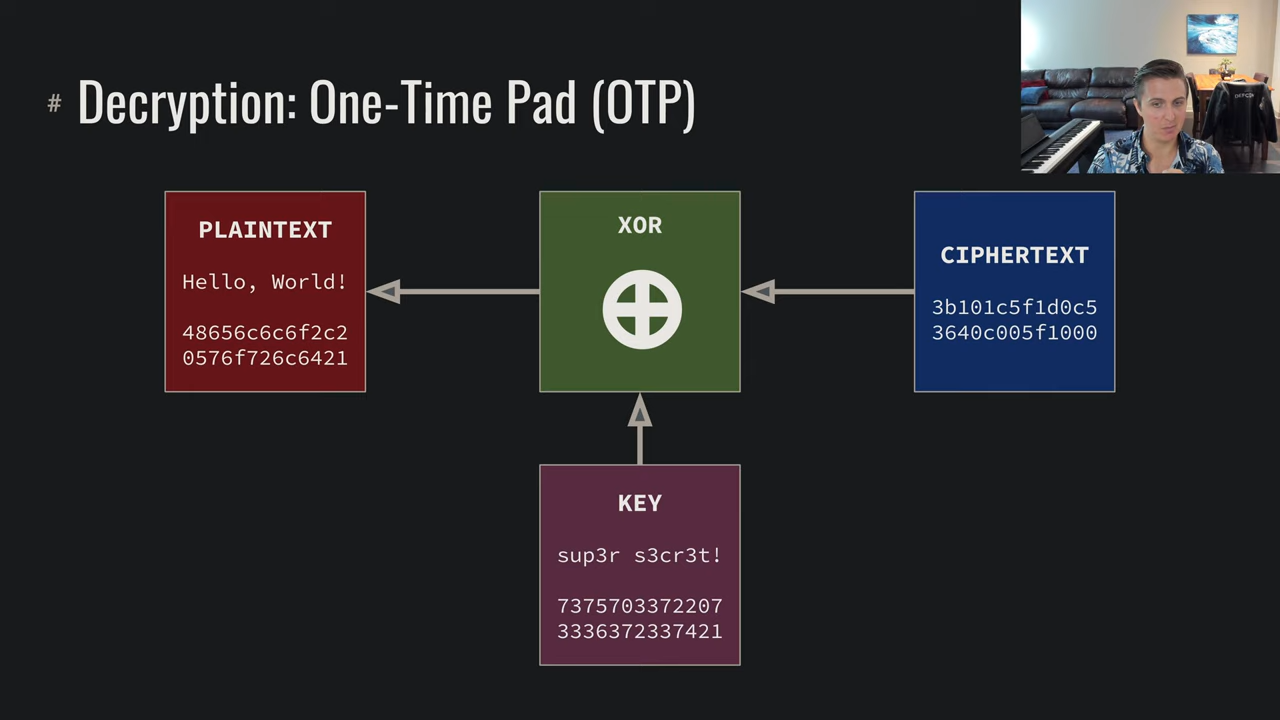 # Decryption: One-Time Pad (OTP)
PLAINTEXT
Hello, World!
48656c6c6f2c2
0576f726c6421
XOR
CIPHERTEXT
3b101c5f1d0c5
3640c005f1000
KEY
sup3r s3cr3t!
7375703372207
3336372337421